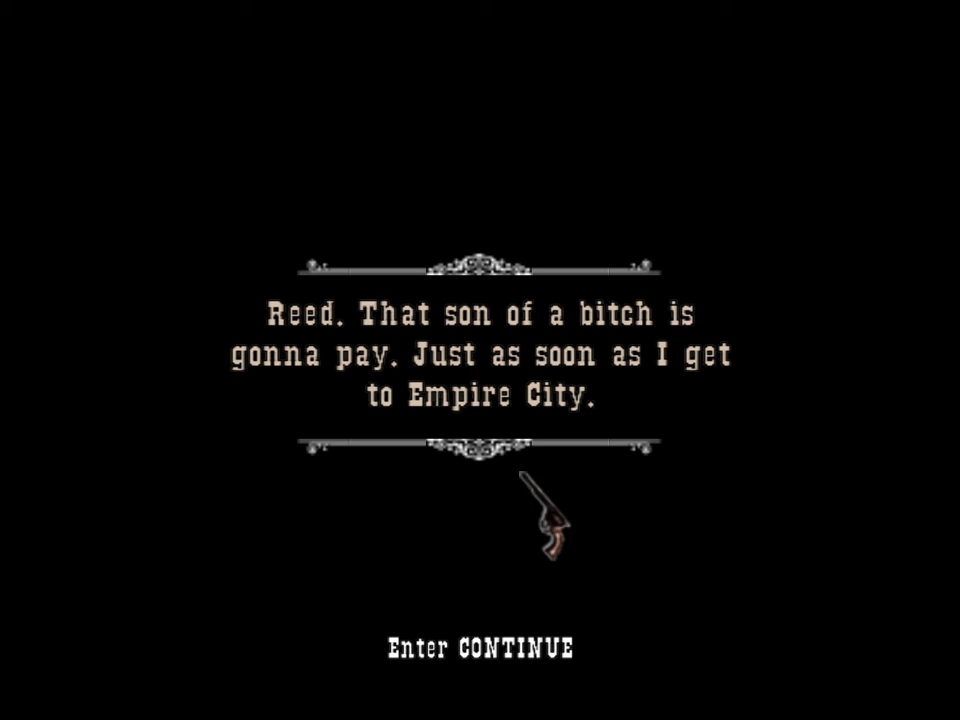 Reed. That son of a bitch is
gonna pay. Just as soon as I get
to Empire City.
Enter CONTINUE